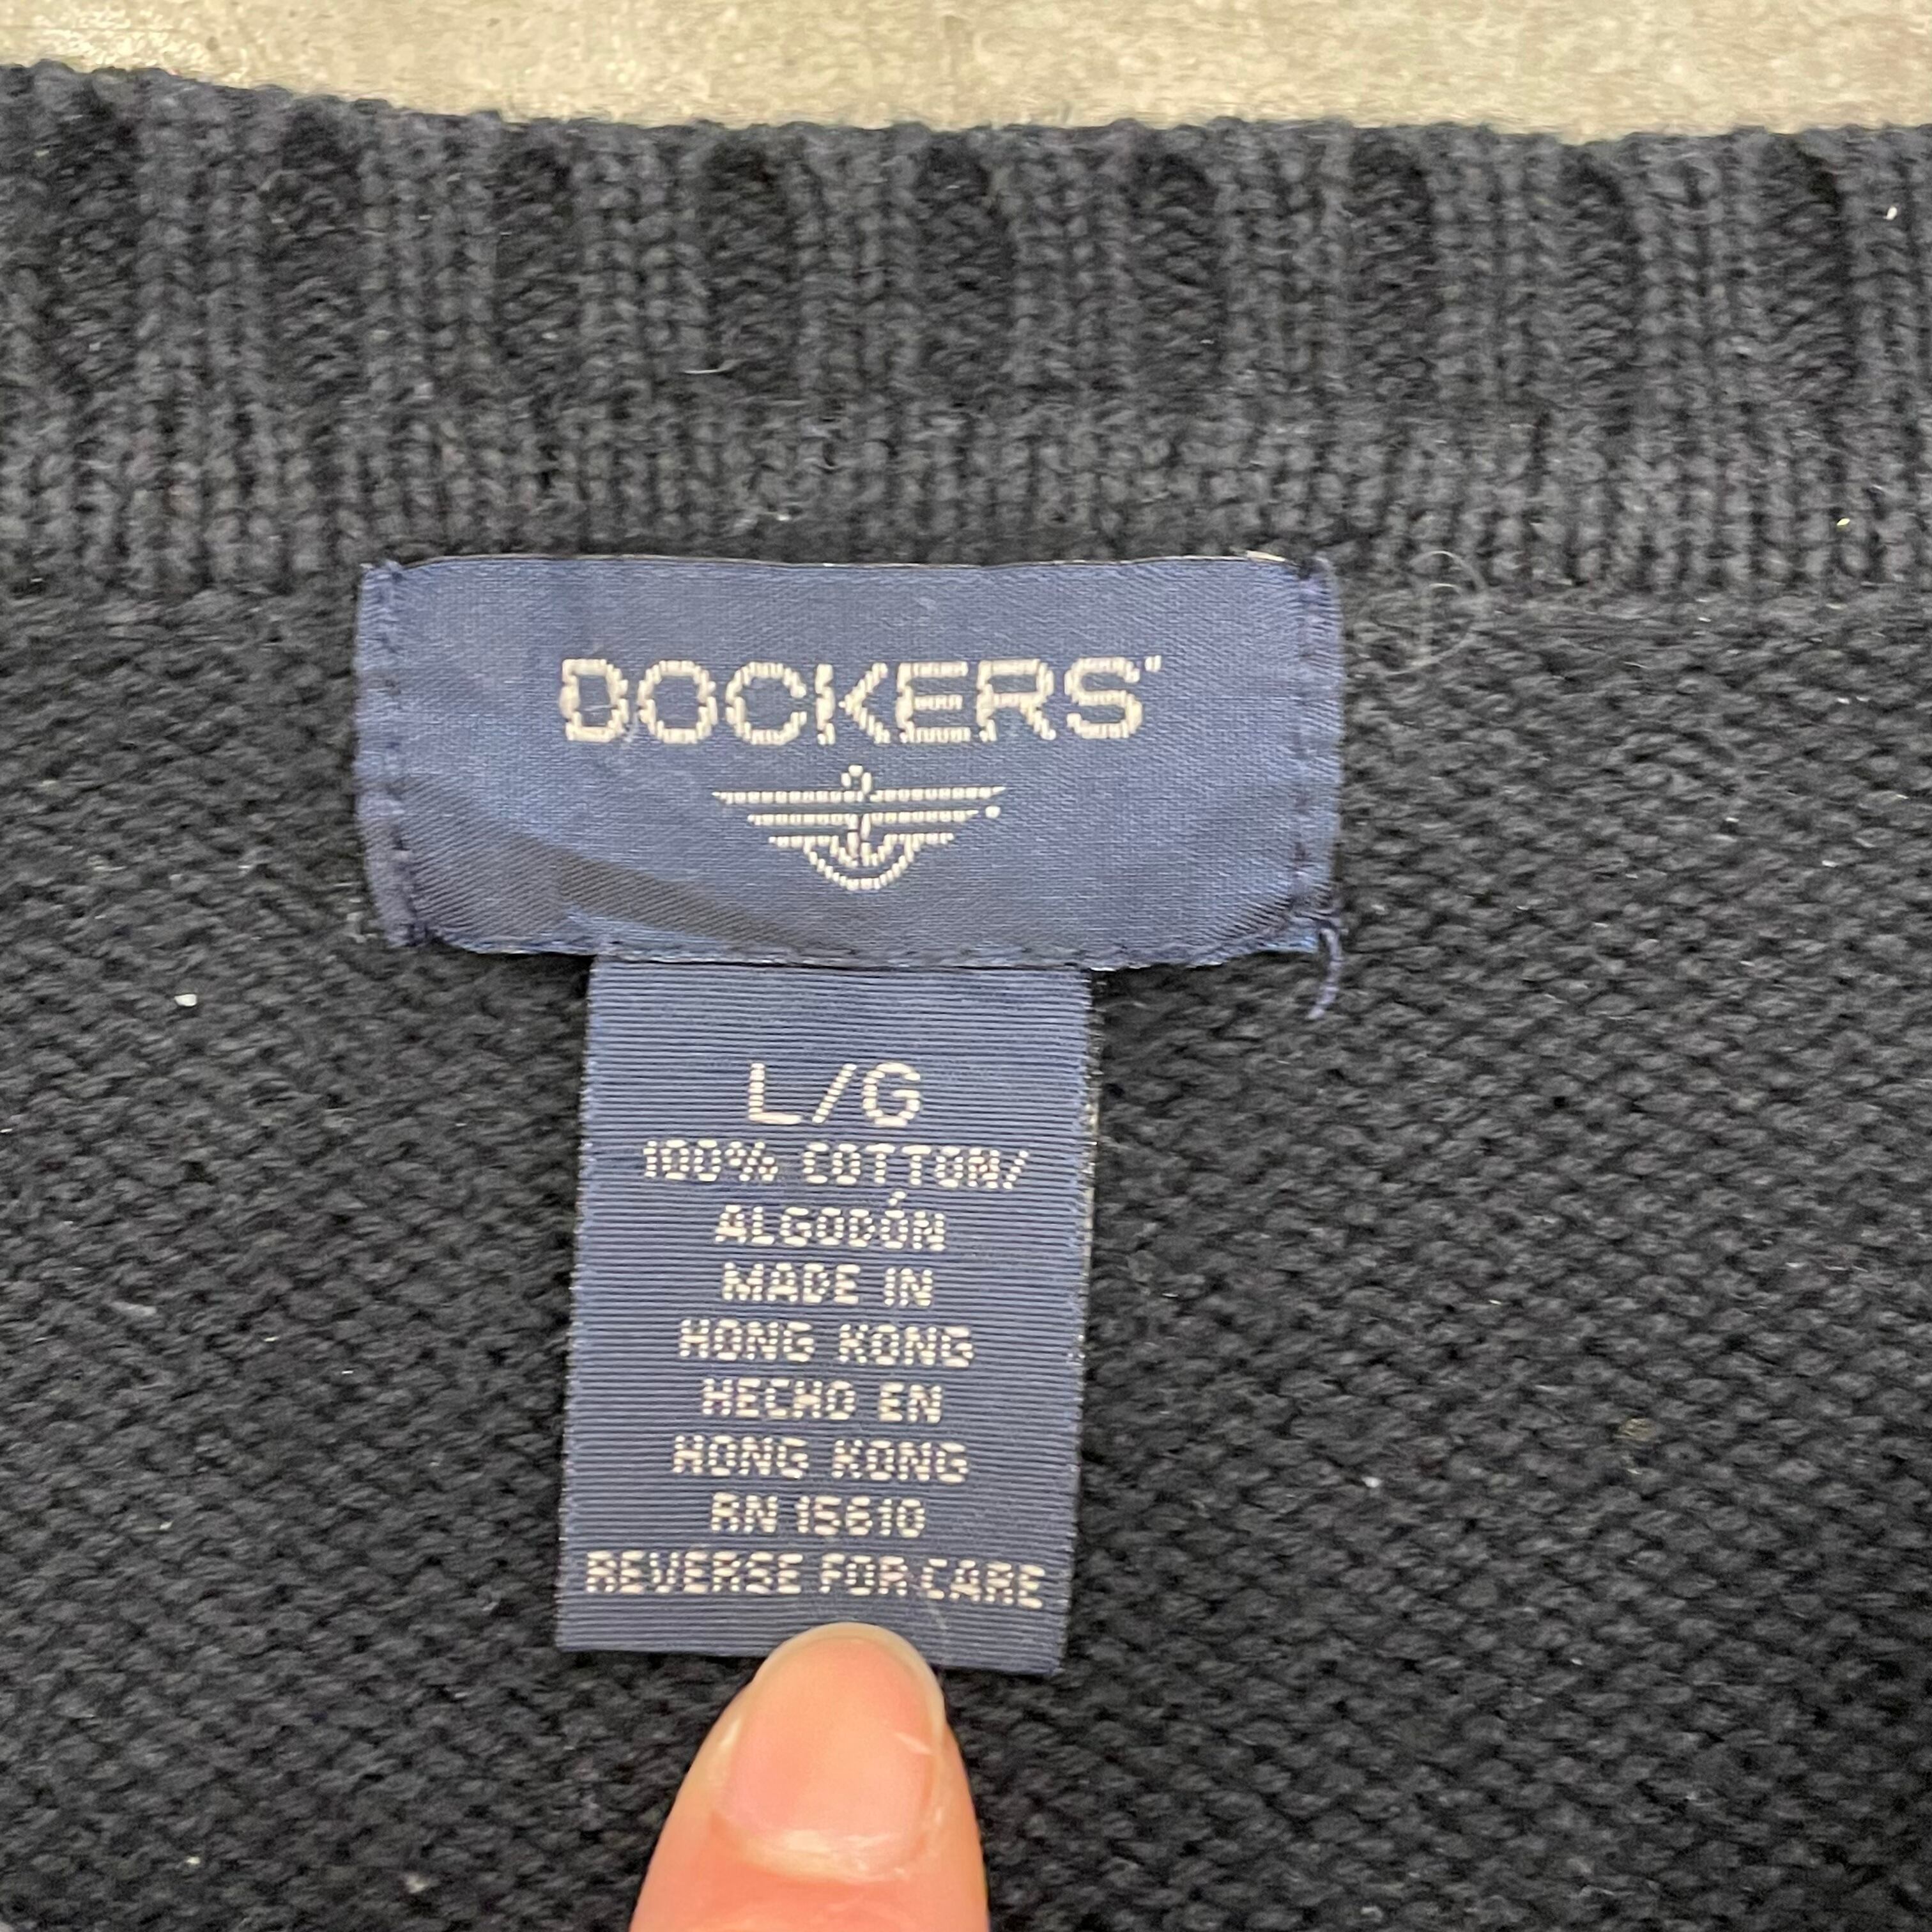 DOCKERS
L/G
100% COTTON/
ALGODÓN
MADE IN
HONG KONG
HECHO EN
HONG KONG
RN 15610
REVERSE FOR CARE